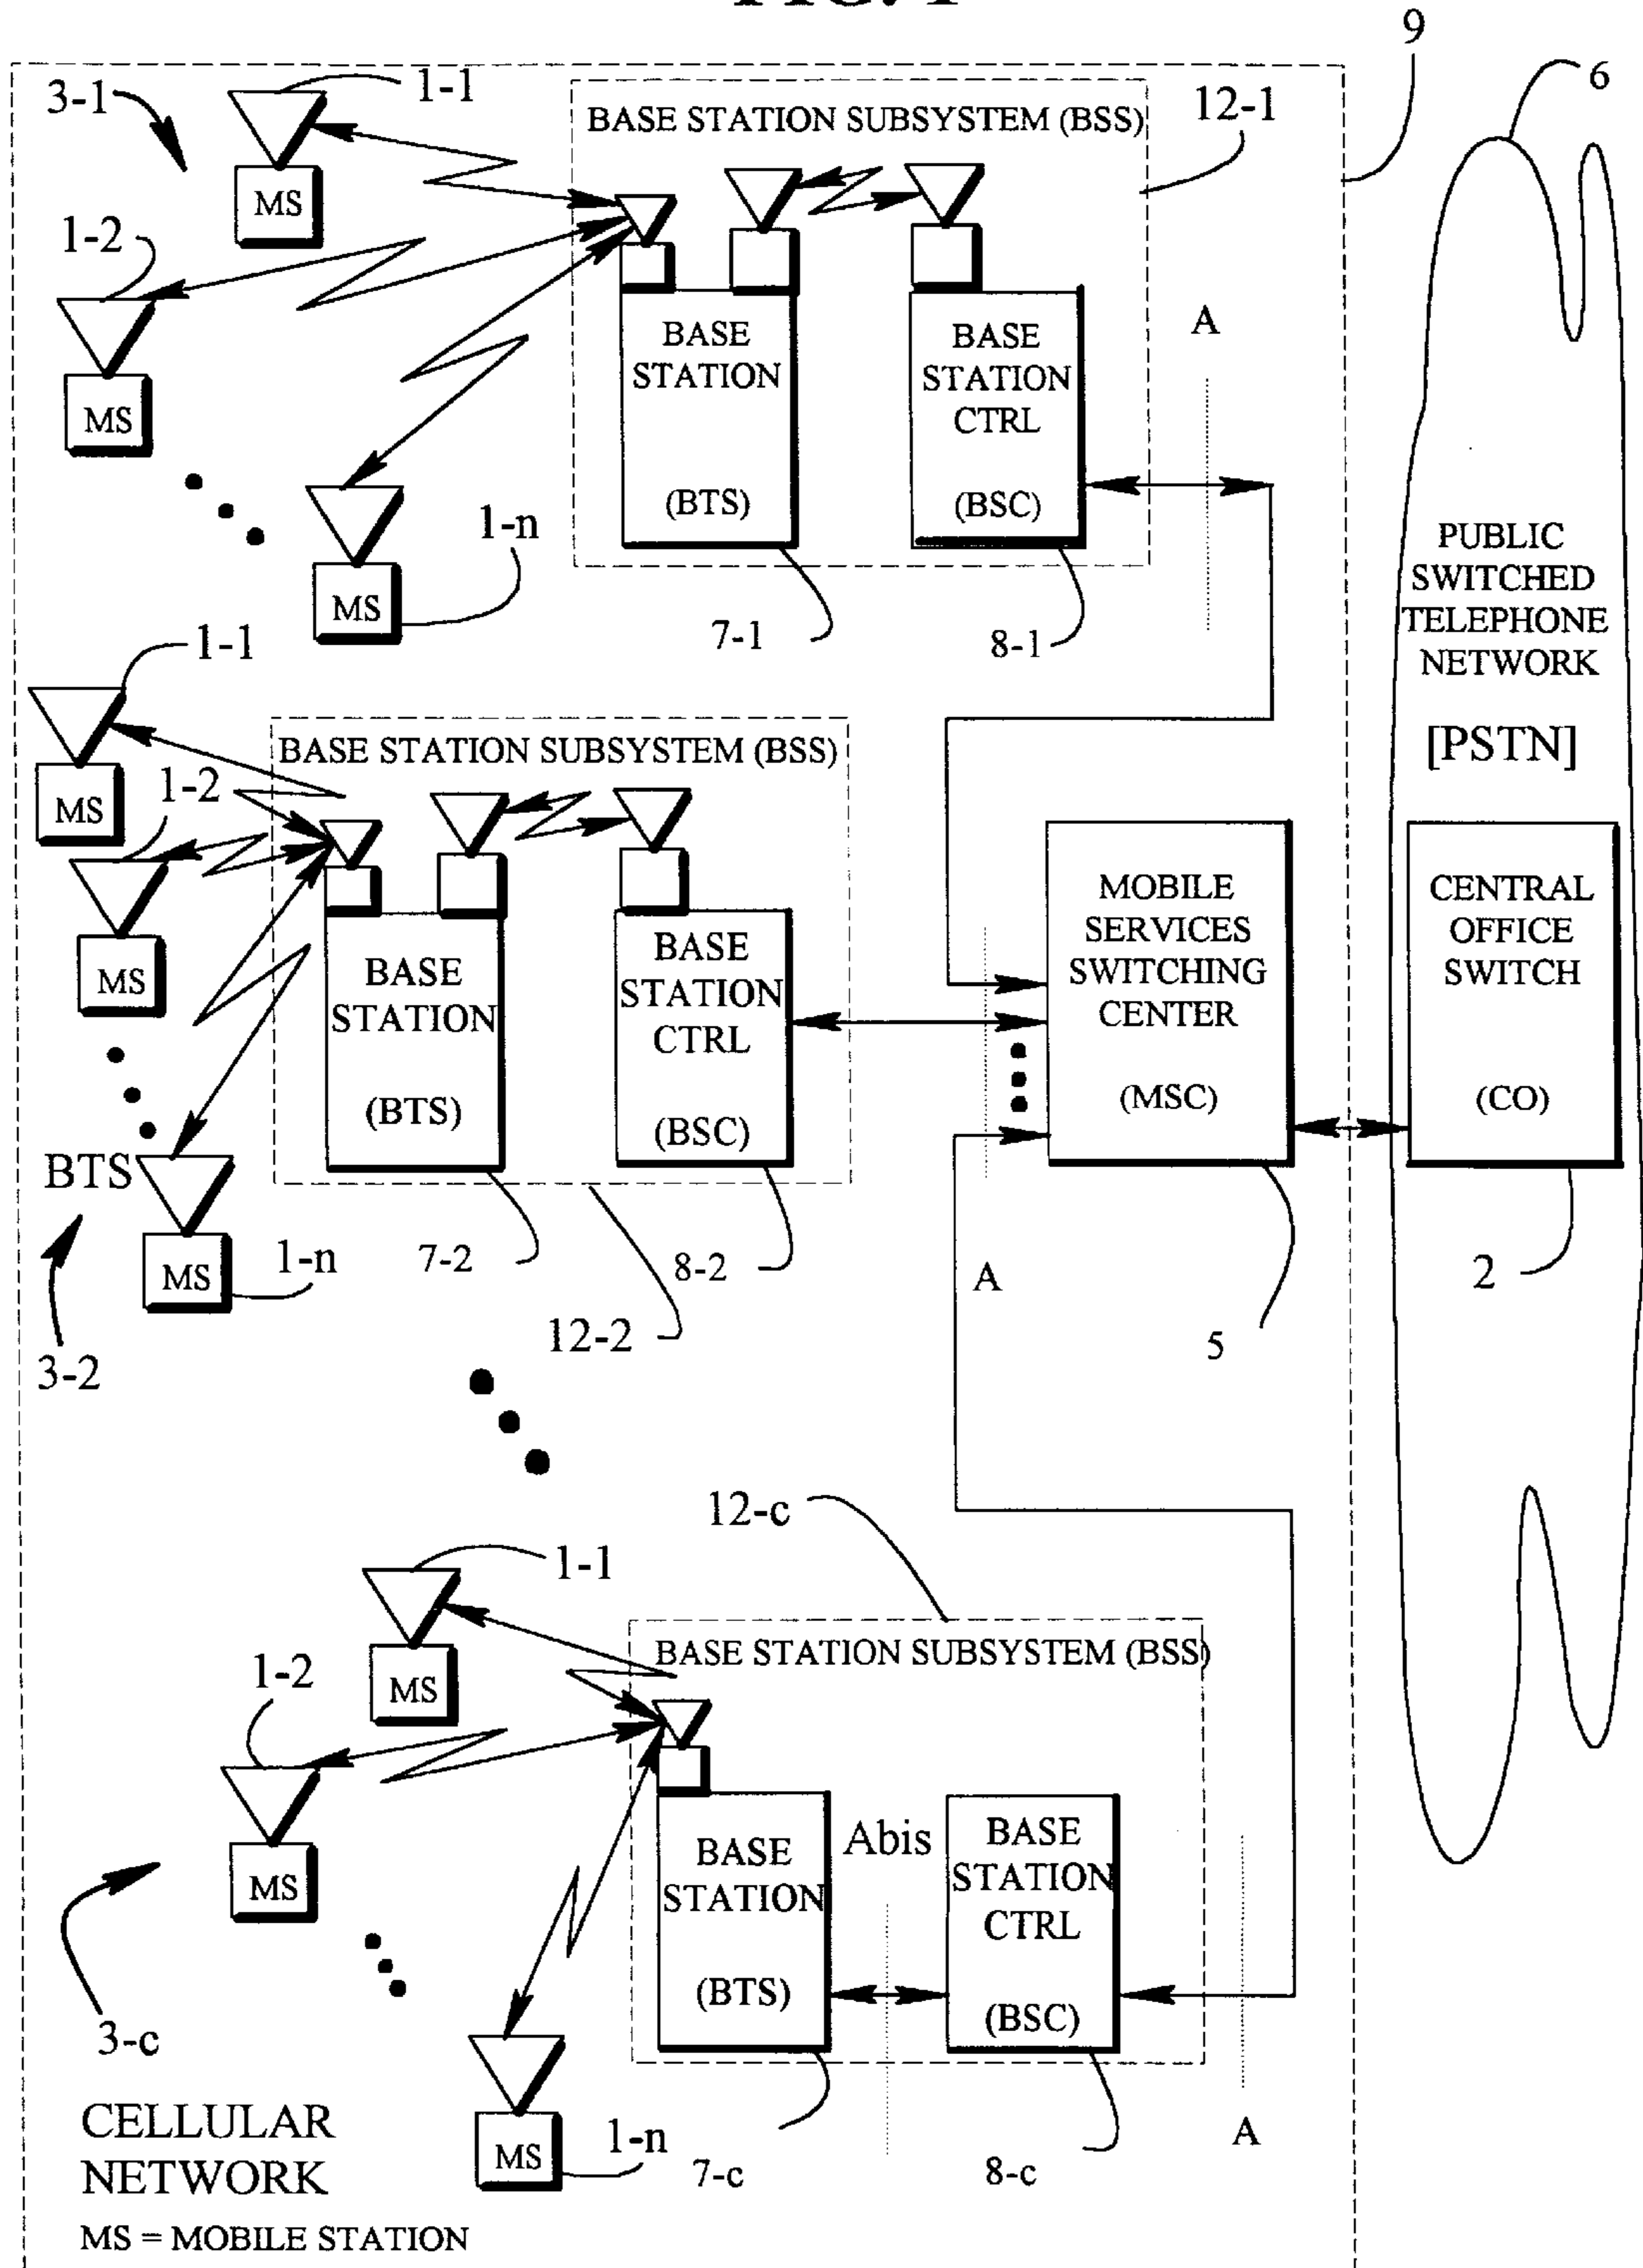 FIG. 1
9
6
3-1
1-1
BASE STATION SUBSYSTEM (BSS)
12-1
MS
1-2
MS
BASE
STATION
(BTS)
BASE
STATION
CTRL
(BSC)
A
1-n
MS
7-1
8-1
PUBLIC
SWITCHED
TELEPHONE
NETWORK
[PSTN]
1-1
MS
BASE STATION SUBSYSTEM (BSS)
1-2
MS
BASE
STATION
(BTS)
BASE
STATION
CTRL
(BSC)
MOBILE
SERVICES
SWITCHING
CENTER
(MSC)
CENTRAL
OFFICE
SWITCH
(CO)
BTS
MS
1-n
7-2
8-2
A
2
12-2
5
3-2
12-c
1-1
MS
BASE STATION SUBSYSTEM (BSS)
1-2
MS
BASE
STATION
(BTS)
Abis
BASE
STATION
CTRL
(BSC)
3-c
MS
1-n
7-c
8-c
A
CELLULAR
NETWORK
MS = MOBILE STATION